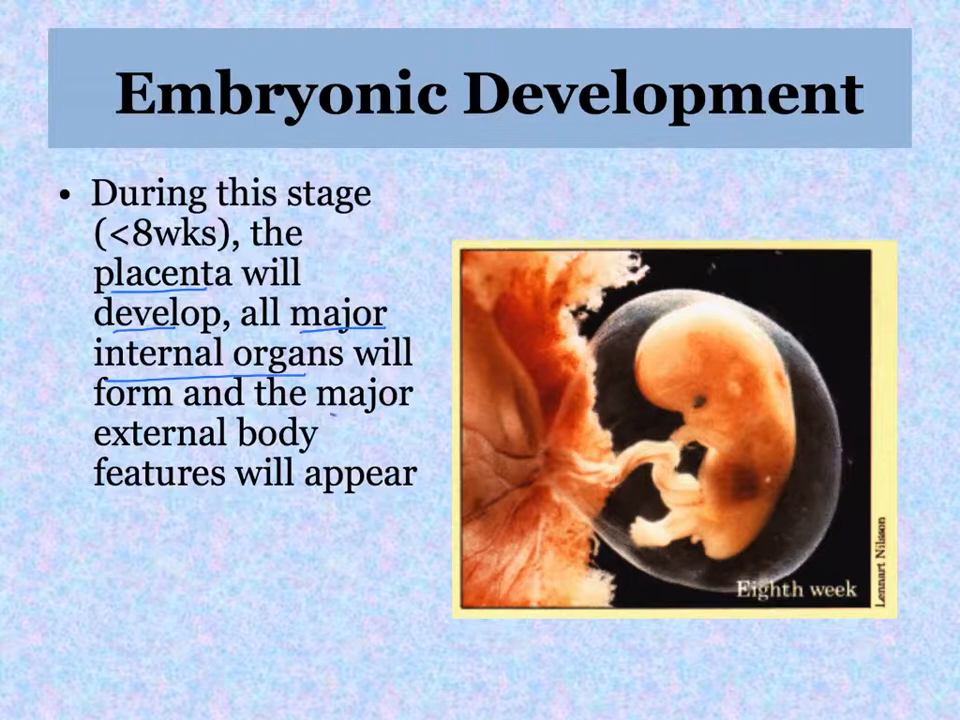 Embryonic Development
• During this stage
(<8wks), the
placenta will
develop, all major
internal organs will
form and the major
external body
features will appear
Eighth week
Lennart Nilsson